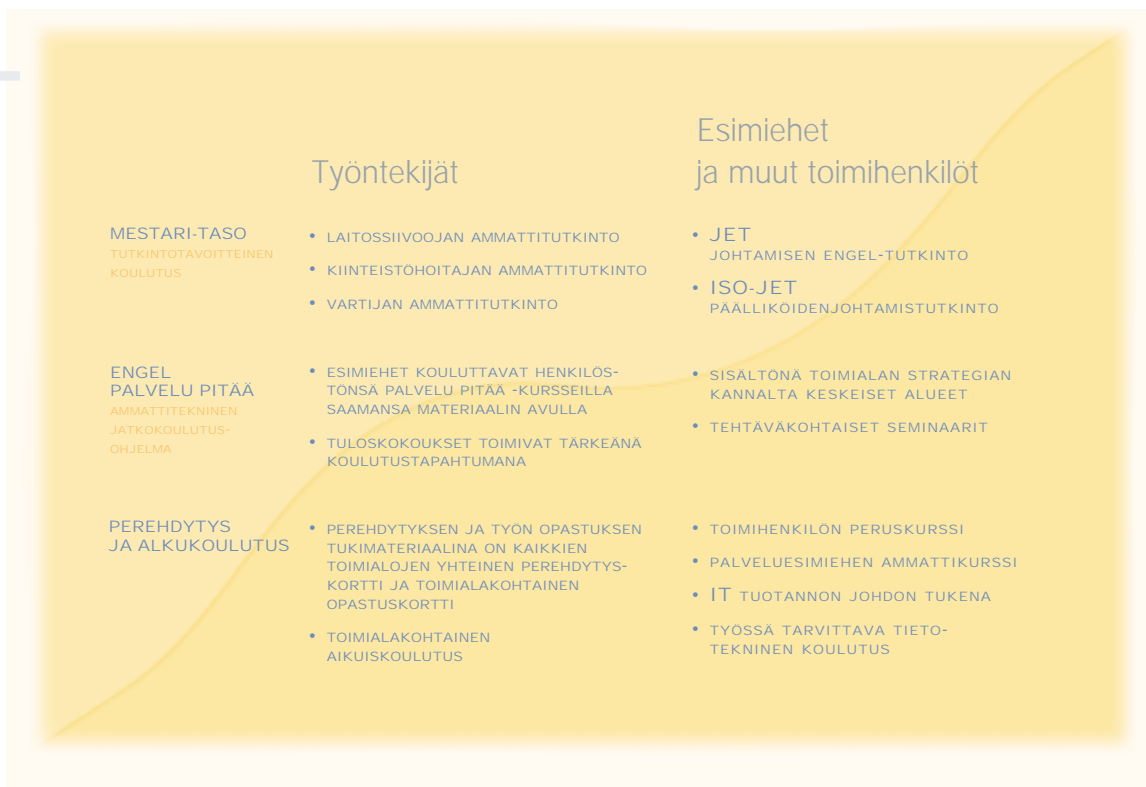 Työntekijät
Esimiehet
ja muut toimihenkilöt
MESTARI-TASO
TUTKINTOTAVOITTEINEN
KOULUTUS
• LAITOSSIIVOOJAN AMMATTITUTKINTO
• KIINTEISTÖHOITAJAN AMMATTITUTKINTO
• VARTIJAN AMMATTITUTKINTO
• JET
JOHTAMISEN ENGEL-TUTKINTO
• ISO-JET
PÄÄLLIKÖIDENJOHTAMISTUTKINTO
ENGEL
PALVELU PITÄÄ
AMMATTITEKNINEN
JATKOKOULUTUS-
OHJELMA
• ESIMIEHET KOULUTTAVAT HENKILÖS-
TÖNSÄ PALVELU PITÄÄ -KURSSEILLA
SAAMANSA MATERIAALIN AVULLA
• TULOSKOKOUKSET TOIMIVAT TÄRKEÄNÄ
KOULUTUSTAPAHTUMANA
• SISÄLTÖNÄ TOIMIALAN STRATEGIAN
KANNALTA KESKEISET ALUEET
• TEHTÄVÄKOHTAISET SEMINAARIT
PEREHDYTYS
JA ALKUKOULUTUS
• PEREHDYTYKSEN JA TYÖN OPASTUKSEN
TUKIMATERIAALINA ON KAIKKIEN
TOIMIALOJEN YHTEINEN PEREHDYTYS-
KORTTI JA TOIMIALAKOHTAINEN
OPASTUSKORTTI
• TOIMIALAKOHTAINEN
AIKUISKOULUTUS
• TOIMIHENKILÖN PERUSKURSSI
• PALVELUESIMIEHEN AMMATTIKURSSI
• IT TUOTANNON JOHDON TUKENA
• TYÖSSÄ TARVITTAVA TIETO-
TEKNINEN KOULUTUS